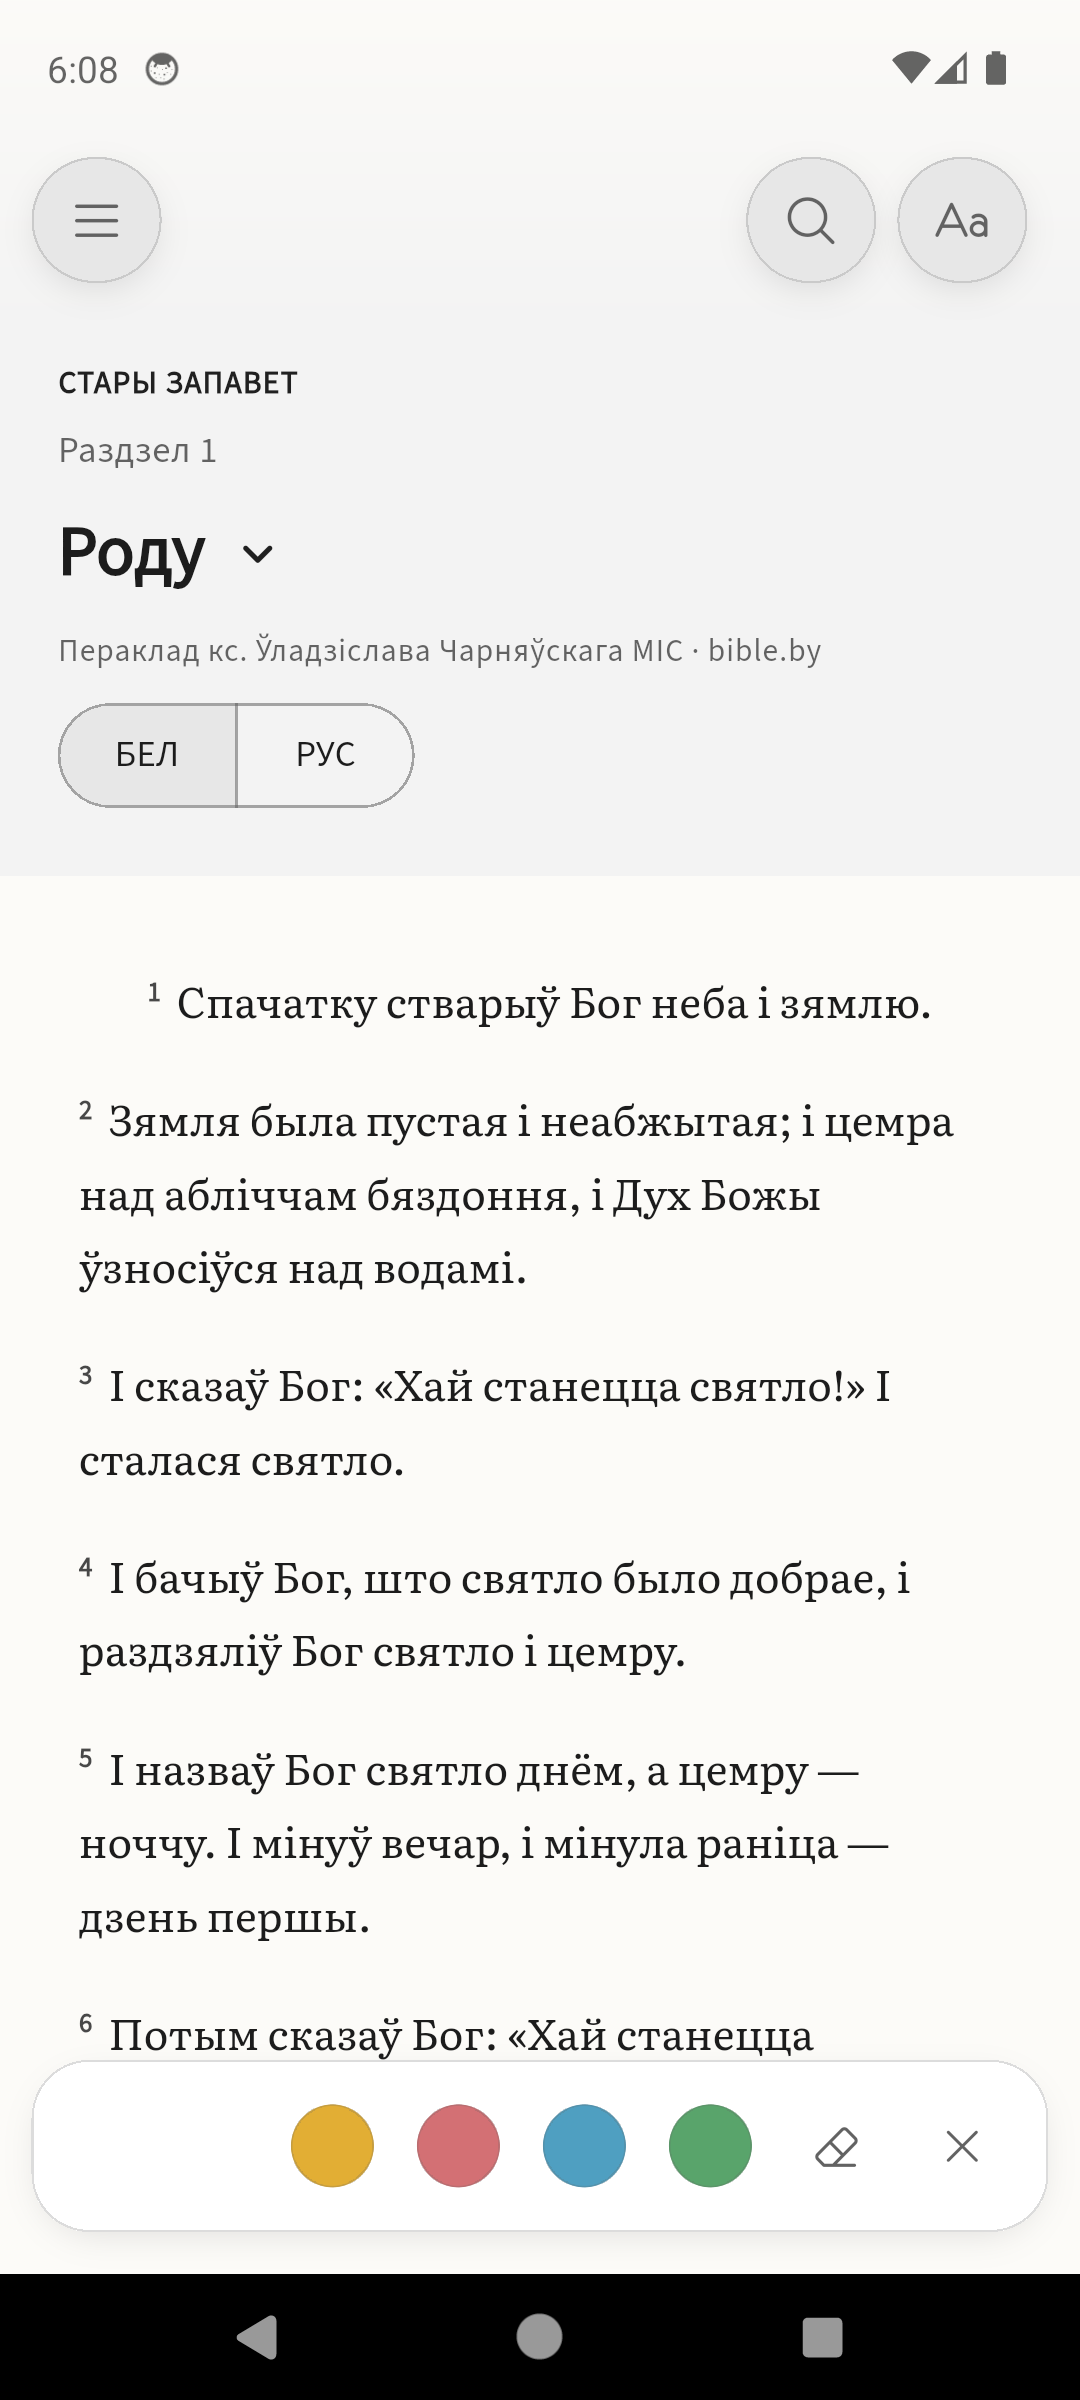 6:08
Aa
СТАРЫ ЗАПАВЕТ
Раздзел 1
Роду
Пераклад кс. Ўладзіслава Чарняўскага МІС · bible.by
БЕЛ РУС
1 Спачатку стварыў Бог неба і зямлю.
2 Зямля была пустая і неабжытая; і цемра
над абліччам бяздоння, і Дух Божы
ўзносіўся над водамі.
3 І сказаў Бог: «Хай станецца святло!» І
сталася святло.
4 І бачыў Бог, што святло было добрае, і
раздзяліў Бог святло і цемру.
5 І назваў Бог святло днём, а цемру —
ноччу. І мінуў вечар, і мінула раніца —
дзень першы.
6 Потым сказаў Бог: «Хай станецца